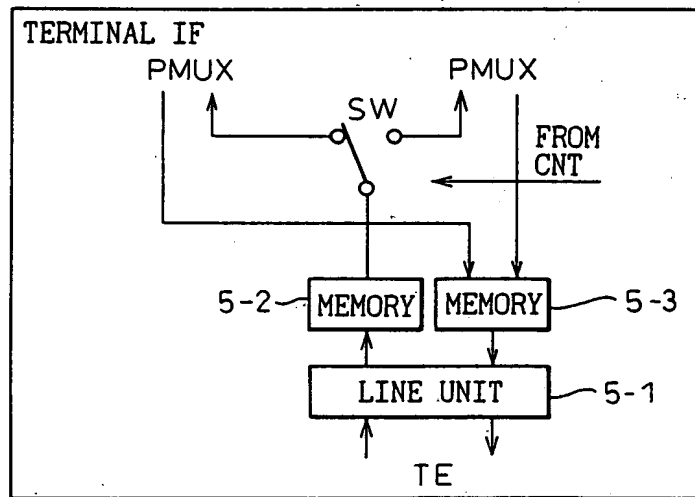 TERMINAL IF
PMUX
PMUX
SW
FROM
CNT
5-2
MEMORY
MEMORY
5-3
LINE UNIT
5-1
TE